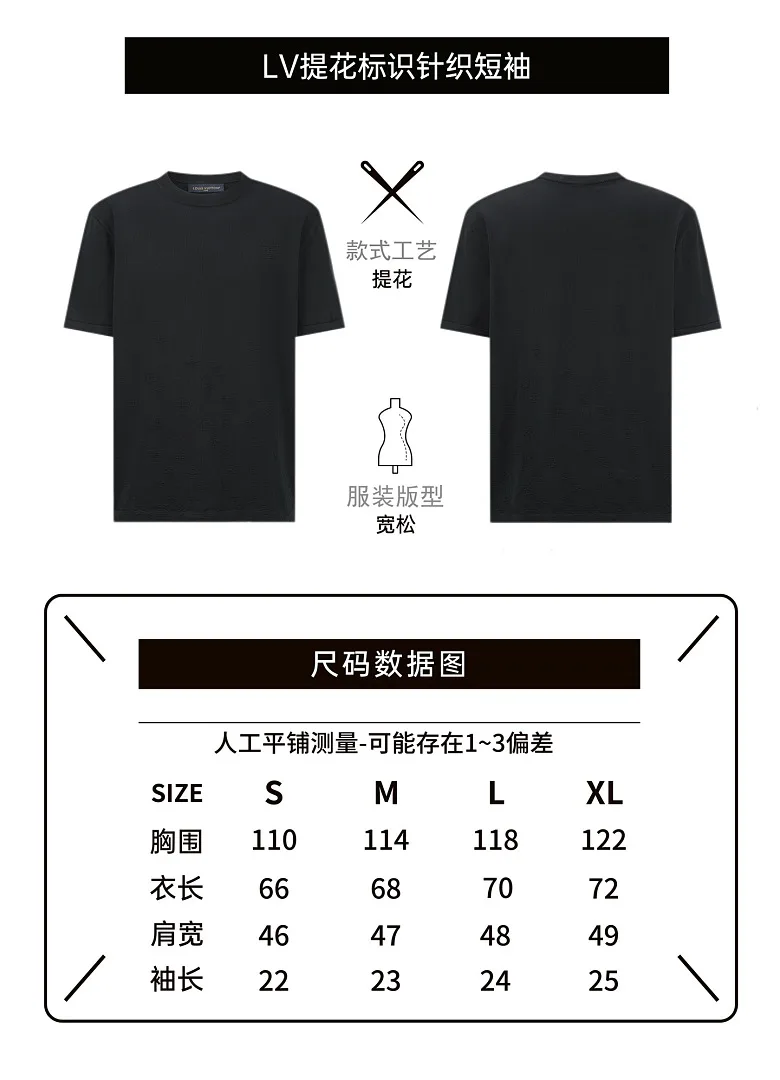 LV提花标识针织短袖
LOUIS VUITTON
款式工艺
提花
服装版型
宽松
尺码数据图
人工平铺测量-可能存在1~3偏差
SIZE S M L XL
胸围 110 114 118 122
衣长 66 68 70 72
肩宽 46 47 48 49
袖长 22 23 24 25